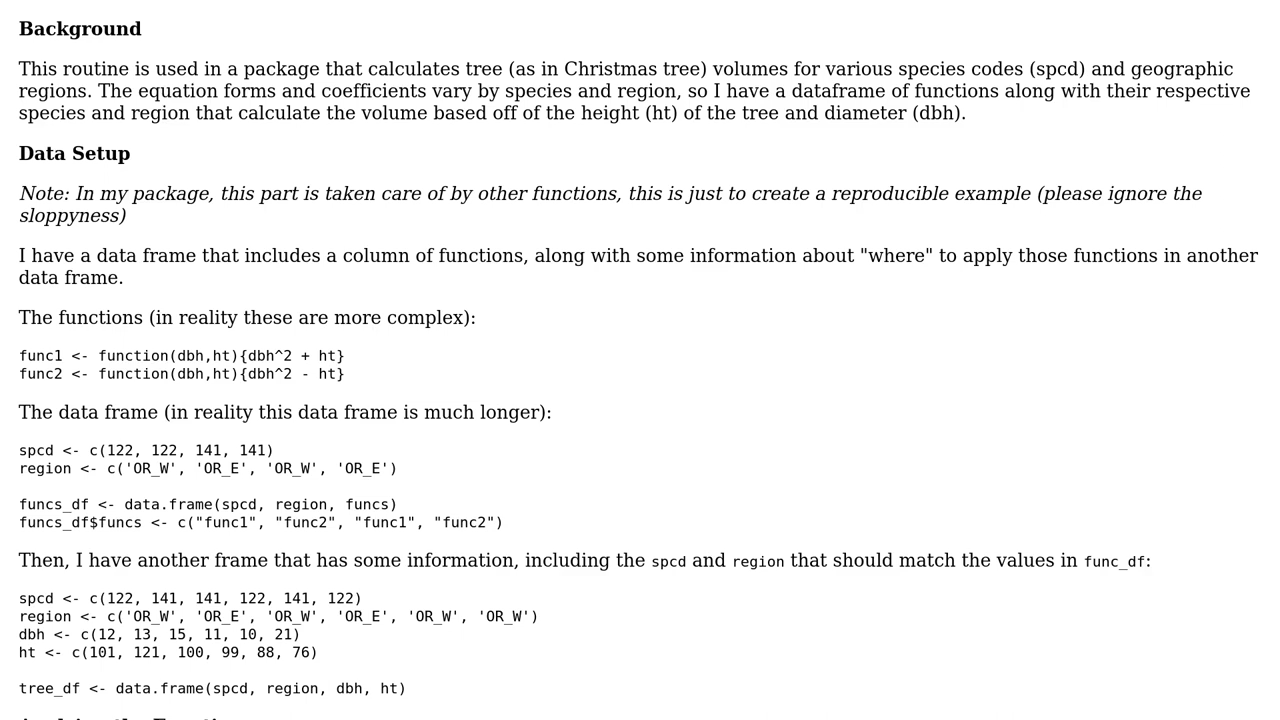 Background
This routine is used in a package that calculates tree (as in Christmas tree) volumes for various species codes (spcd) and geographic
regions. The equation forms and coefficients vary by species and region, so I have a dataframe of functions along with their respective
species and region that calculate the volume based off of the height (ht) of the tree and diameter (dbh).
Data Setup
Note: In my package, this part is taken care of by other functions, this is just to create a reproducible example (please ignore the
sloppyness)
I have a data frame that includes a column of functions, along with some information about "where" to apply those functions in another
data frame.
The functions (in reality these are more complex):
func1 <- function(dbh,ht){dbh^2 + ht}
func2 <- function(dbh,ht){dbh^2 - ht}
The data frame (in reality this data frame is much longer):
spcd <- c(122, 122, 141, 141)
region <- c('OR_W', 'OR_E', 'OR_W', 'OR_E')
funcs_df <- data.frame(spcd, region, funcs)
funcs_df$funcs <- c("func1", "func2", "func1", "func2")
Then, I have another frame that has some information, including the spcd and region that should match the values in func_df:
spcd <- c(122, 141, 141, 122, 141, 122)
region <- c('OR_W', 'OR_E', 'OR_W', 'OR_E', 'OR_W', 'OR_W')
dbh <- c(12, 13, 15, 11, 10, 21)
ht <- c(101, 121, 100, 99, 88, 76)
tree_df <- data.frame(spcd, region, dbh, ht)